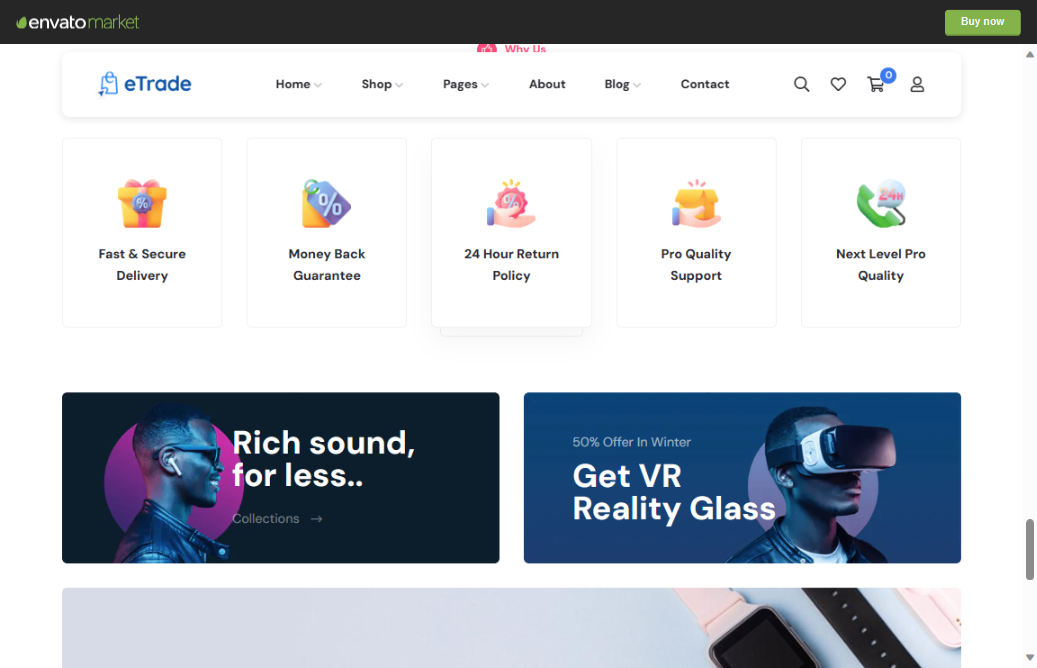 envatomarket
Buy now
Why Us
eTrade
Home
Shop
Pages
About
Blog
Contact
0
%
%
%
24H
Fast & Secure
Delivery
Money Back
Guarantee
24 Hour Return
Policy
Pro Quality
Support
Next Level Pro
Quality
Rich sound,
for less..
Collections
50% Offer In Winter
Get VR
Reality Glass